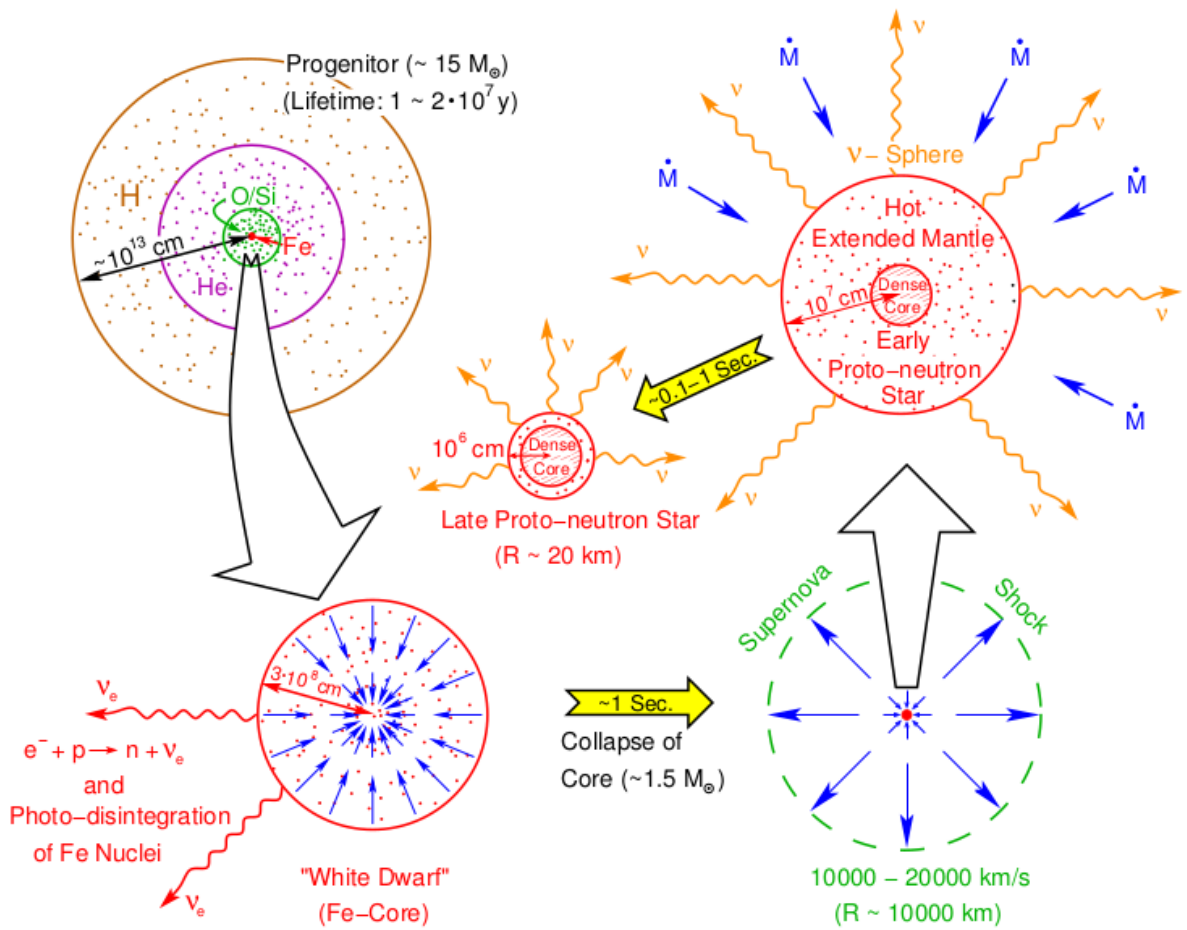 Progenitor (~ 15 M⊙)
(Lifetime: 1 ~ 2·10⁷ y)
H
O/Si
Fe
~10¹³ cm
He
M
Ṁ
Ṁ
Ṁ
Ṁ
Ṁ
ν
ν
ν
ν
ν
ν
ν
ν−Sphere
Hot
Extended Mantle
10⁷ cm
Dense
Core
Early
Proto−neutron
Star
~0.1−1 Sec.
ν
ν
ν
ν
ν
10⁶ cm
Dense
Core
Late Proto−neutron Star
(R ~ 20 km)
3·10⁸ cm
νₑ
e⁻ + p → n + νₑ
and
Photo−disintegration
of Fe Nuclei
νₑ
"White Dwarf"
(Fe−Core)
~1 Sec.
Collapse of
Core (~1.5 M⊙)
Supernova
Shock
10000 − 20000 km/s
(R ~ 10000 km)